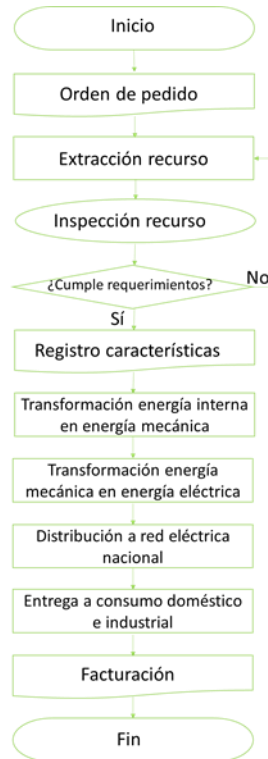 Inicio
Orden de pedido
Extracción recurso
Inspección recurso
¿Cumple requerimientos?
No
Sí
Registro características
Transformación energía interna
en energía mecánica
Transformación energía
mecánica en energía eléctrica
Distribución a red eléctrica
nacional
Entrega a consumo doméstico
e industrial
Facturación
Fin